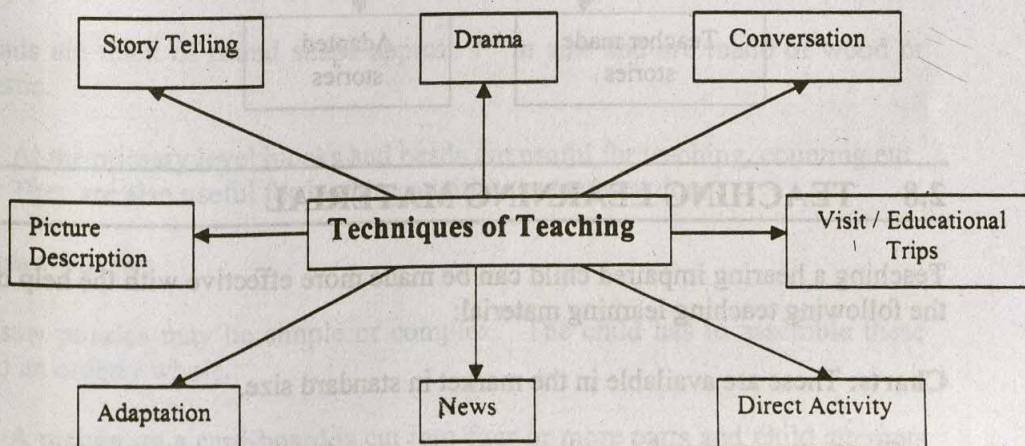 Story Telling
Drama
Conversation
Picture
Description
Techniques of Teaching
Visit / Educational
Trips
Adaptation
News
Direct Activity
2.8 TEACHING LEARNING MATERIAL
Teaching a hearing impaired child can be made more effective with the help of
the following teaching learning material:
Charts: These are available in the market in standard size.
Teacher made
stories
Adapted
stories